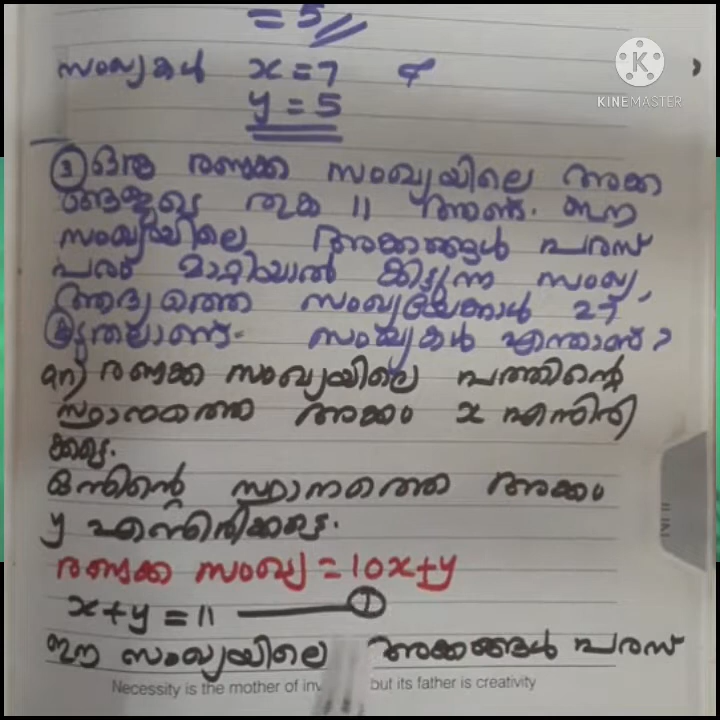 = 5 //
സംഖ്യകൾ x = 7 &
KINEMASTER
y = 5
③ ഒരു രണ്ടക്ക സംഖ്യയിലെ അക്ക
ങ്ങളുടെ തുക 11 ആണ്. ഈ
സംഖ്യയിലെ അക്കങ്ങൾ പരസ്
പരം മാറ്റിയാൽ കിട്ടുന്ന സംഖ്യ,
ആദ്യത്തെ സംഖ്യയേക്കാൾ 27
കൂടുതലാണ്. സംഖ്യകൾ എന്താണ് ?
an) രണ്ടക്ക സംഖ്യയിലെ പത്തിന്റെ
സ്ഥാനത്തെ അക്കം x എന്നിരി
ക്കട്ടെ.
ഒന്നിന്റെ സ്ഥാനത്തെ അക്കം
y എന്നിരിക്കട്ടെ.
രണ്ടക്ക സംഖ്യ = 10x+y
x+y = 11 ——— ①
ഈ സംഖ്യയിലെ അക്കങ്ങൾ പരസ്
Necessity is the mother of inv but its father is creativity